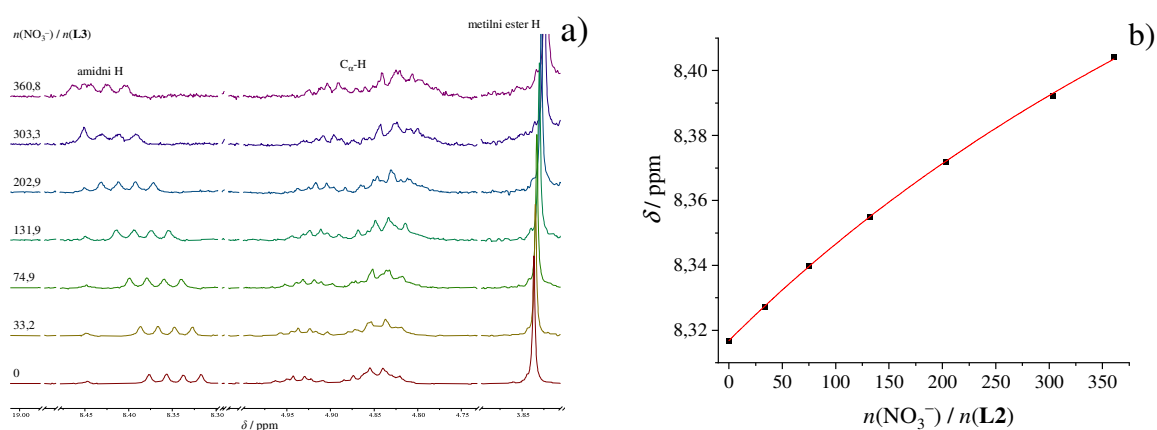 a)
n(NO₃⁻) / n(L3)
amidni H
Cα-H
metilni ester H
360,8
303,3
202,9
131,9
74,9
33,2
0
19.00 8.45 8.40 8.35 8.30 4.95 4.90 4.85 4.80 4.75 3.85
δ / ppm
b)
δ / ppm
8,40
8,38
8,36
8,34
8,32
0 50 100 150 200 250 300 350
n(NO₃⁻) / n(L2)